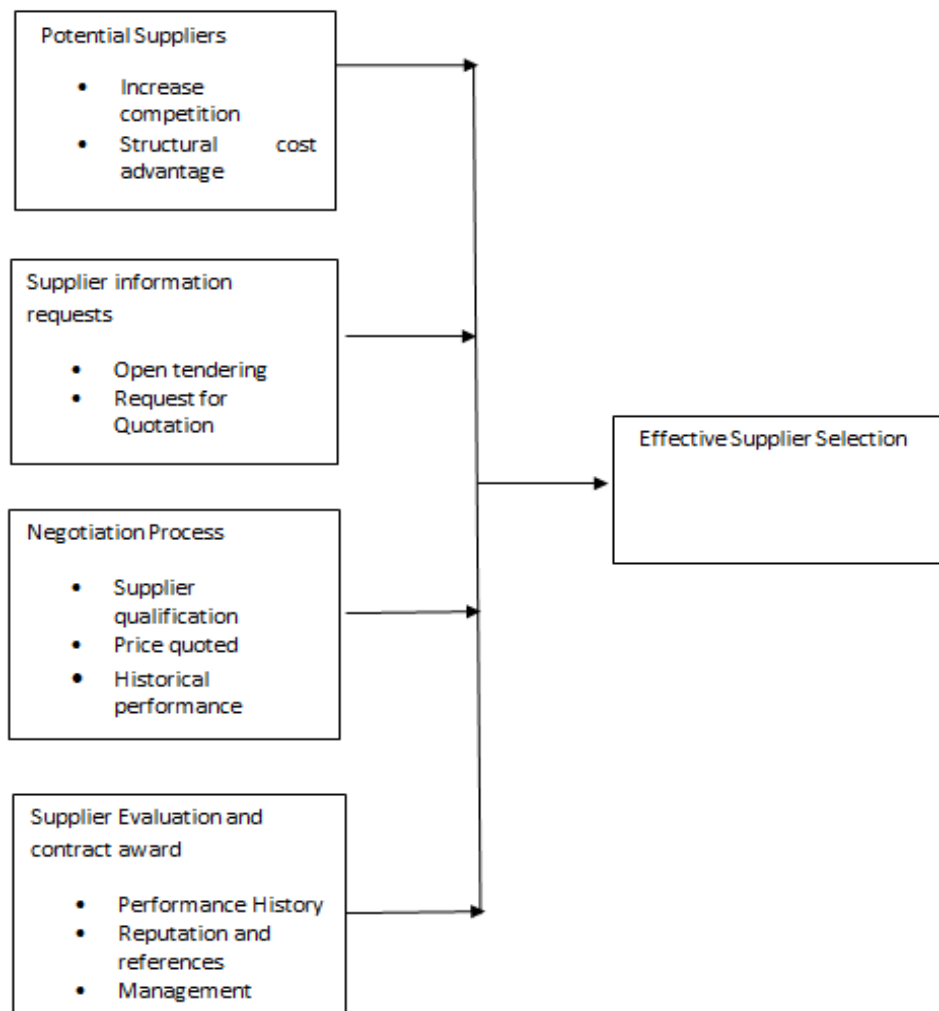 Potential Suppliers
• Increase
competition
• Structural cost
advantage
Supplier information
requests
• Open tendering
• Request for
Quotation
Effective Supplier Selection
Negotiation Process
• Supplier
qualification
• Price quoted
• Historical
performance
Supplier Evaluation and
contract award
• Performance History
• Reputation and
references
• Management